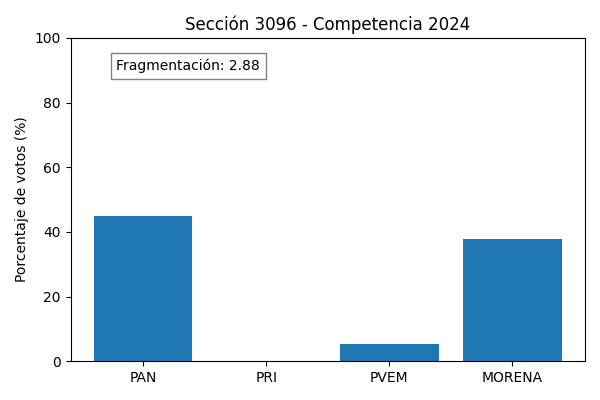 Sección 3096 - Competencia 2024
Fragmentación: 2.88
Porcentaje de votos (%)
100
80
60
40
20
0
PAN
PRI
PVEM
MORENA